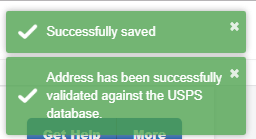 Successfully saved
Address has been successfully
validated against the USPS
database.
Get Help
More